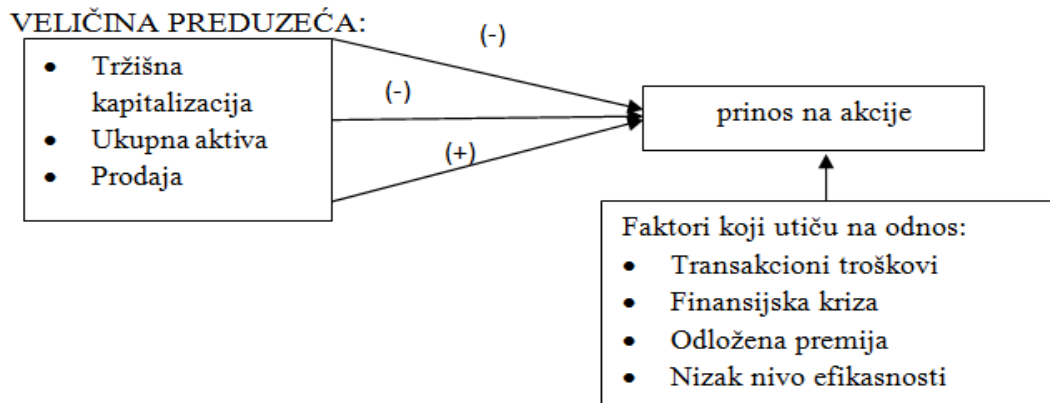 VELIČINA PREDUZEĆA:
• Tržišna
kapitalizacija
• Ukupna aktiva
• Prodaja
(-)
(-)
(+)
prinos na akcije
Faktori koji utiču na odnos:
• Transakcioni troškovi
• Finansijska kriza
• Odložena premija
• Nizak nivo efikasnosti